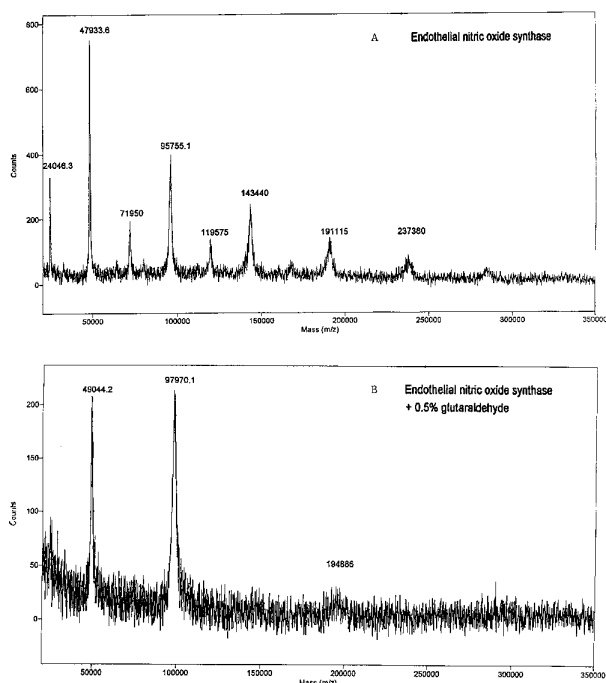 A Endothelial nitric oxide synthase
600
400
200
0
Counts
24046.3
47933.6
71950
95755.1
119575
143440
191115
237380
50000 100000 150000 200000 250000 300000 350000
Mass (m/z)
B Endothelial nitric oxide synthase
+ 0.5% glutaraldehyde
200
150
100
50
0
Counts
49044.2
97970.1
194886
50000 100000 150000 200000 250000 300000 350000
Mass (m/z)